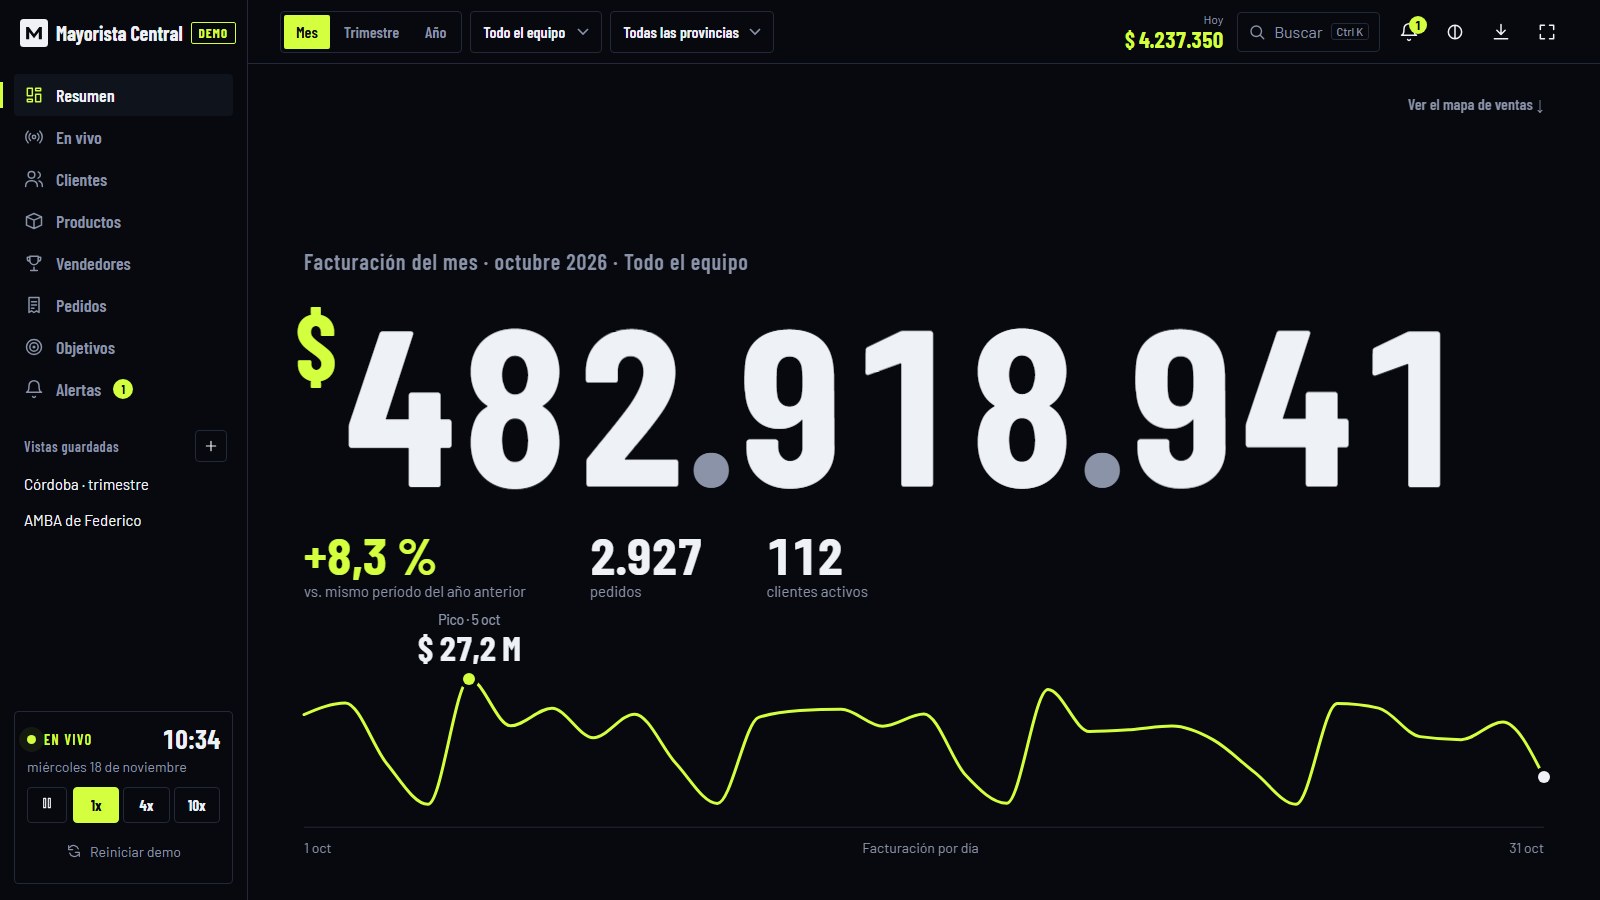 Mayorista Central DEMO
Mes Trimestre Año Todo el equipo Todas las provincias
Hoy
$ 4.237.350
Buscar Ctrl K
1
Resumen
En vivo
Clientes
Productos
Vendedores
Pedidos
Objetivos
Alertas 1
Vistas guardadas +
Córdoba · trimestre
AMBA de Federico
EN VIVO 10:34
miércoles 18 de noviembre
1x 4x 10x
Reiniciar demo
Ver el mapa de ventas ↓
Facturación del mes · octubre 2026 · Todo el equipo
$482.918.941
+8,3 % 2.927 112
vs. mismo período del año anterior pedidos clientes activos
Pico · 5 oct
$ 27,2 M
1 oct Facturación por día 31 oct